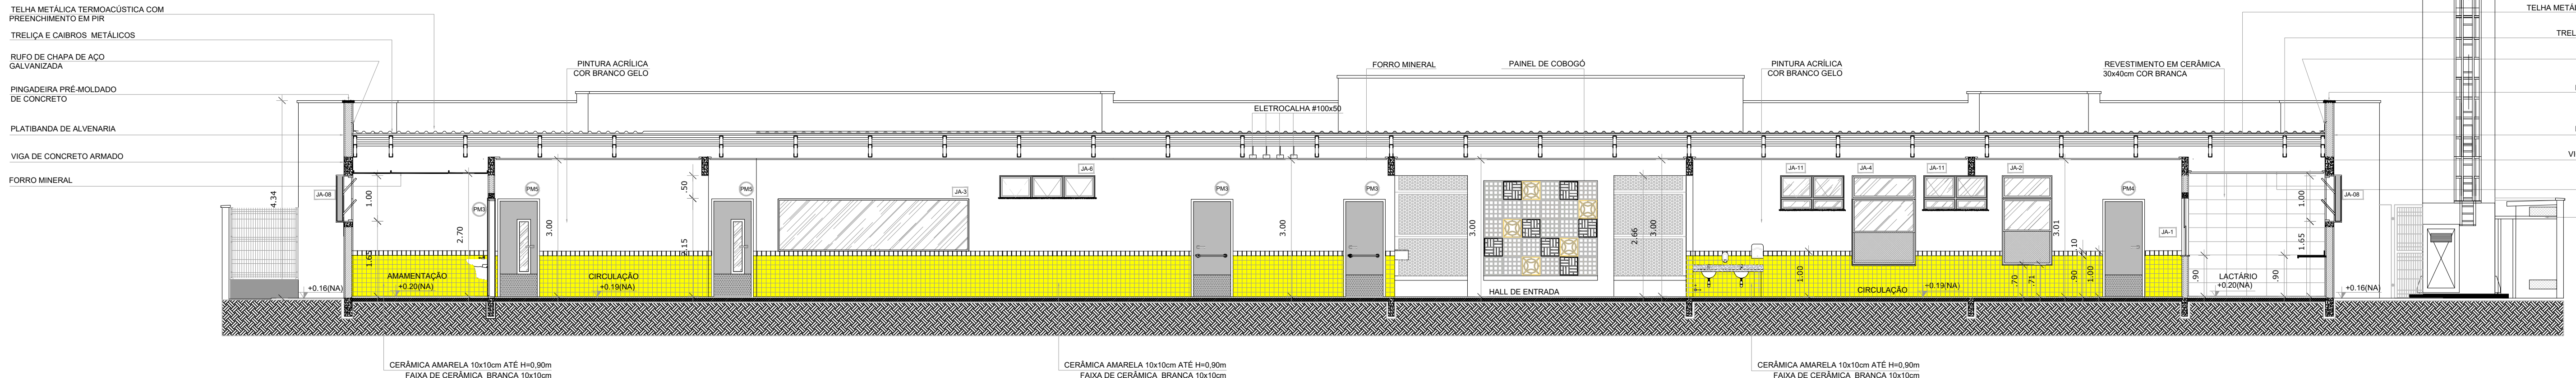 TELHA METÁLICA TERMOACÚSTICA COM
PREENCHIMENTO EM PIR
TRELIÇA E CAIBROS METÁLICOS
RUFO DE CHAPA DE AÇO
GALVANIZADA
PINGADEIRA PRÉ-MOLDADO
DE CONCRETO
PLATIBANDA DE ALVENARIA
VIGA DE CONCRETO ARMADO
FORRO MINERAL
PINTURA ACRÍLICA
COR BRANCO GELO
ELETROCALHA #100x50
FORRO MINERAL
PAINEL DE COBOGÓ
PINTURA ACRÍLICA
COR BRANCO GELO
REVESTIMENTO EM CERÂMICA
30x40cm COR BRANCA
TELHA METÁ
TREL
VI
4.34
JA-08
1.00
1.65
2.70
PM3
PM5
3.00
2.15
.50
PM5
JA-3
JA-6
PM3
3.00
PM3
3.00
2.66
3.00
JA-11
JA-4
JA-11
JA-2
3.01
PM4
JA-1
1.00
1.65
JA-08
1.00
.70
.71
.10
.90
1.00
.90
.90
AMAMENTAÇÃO
+0.20(NA)
CIRCULAÇÃO
+0.19(NA)
HALL DE ENTRADA
CIRCULAÇÃO
+0.19(NA)
LACTÁRIO
+0.20(NA)
+0.16(NA)
+0.16(NA)
CERÂMICA AMARELA 10x10cm ATÉ H=0,90m
FAIXA DE CERÂMICA BRANCA 10x10cm
CERÂMICA AMARELA 10x10cm ATÉ H=0,90m
FAIXA DE CERÂMICA BRANCA 10x10cm
CERÂMICA AMARELA 10x10cm ATÉ H=0,90m
FAIXA DE CERÂMICA BRANCA 10x10cm